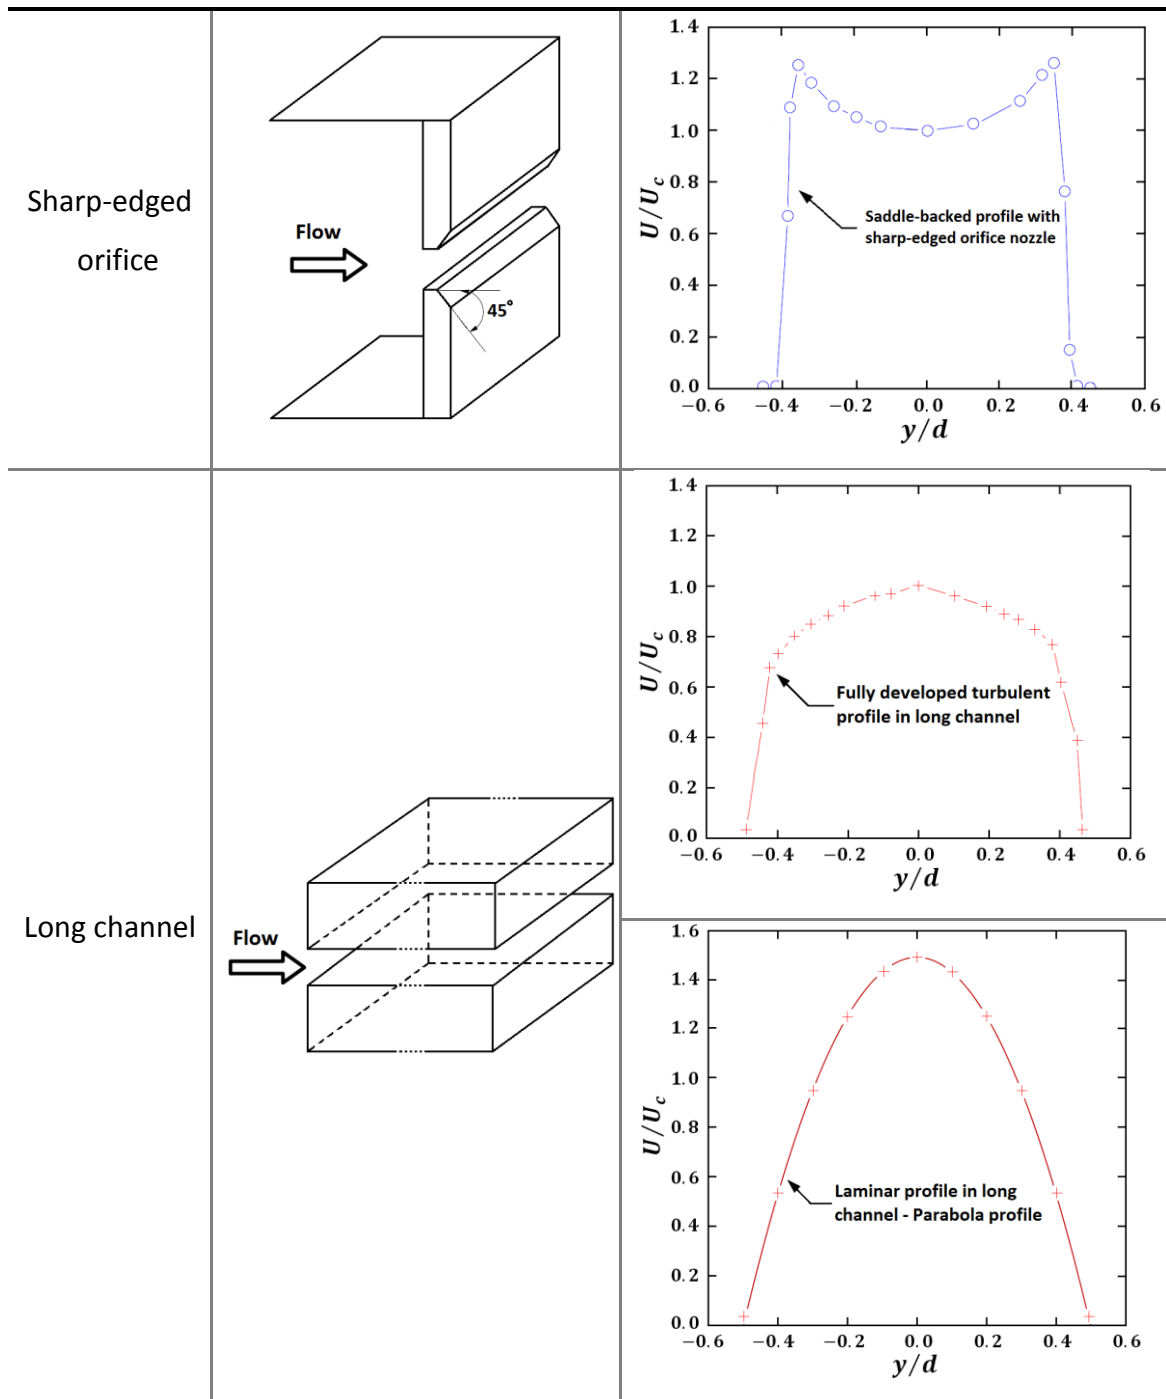 Sharp-edged
orifice
Flow
45°
1.4
1.2
1.0
0.8
0.6
0.4
0.2
0.0
U/U_c
Saddle-backed profile with
sharp-edged orifice nozzle
−0.6 −0.4 −0.2 0.0 0.2 0.4 0.6
y/d
Long channel
Flow
1.4
1.2
1.0
0.8
0.6
0.4
0.2
0.0
U/U_c
Fully developed turbulent
profile in long channel
−0.6 −0.4 −0.2 0.0 0.2 0.4 0.6
y/d
1.6
1.4
1.2
1.0
0.8
0.6
0.4
0.2
0.0
U/U_c
Laminar profile in long
channel - Parabola profile
−0.6 −0.4 −0.2 0.0 0.2 0.4 0.6
y/d